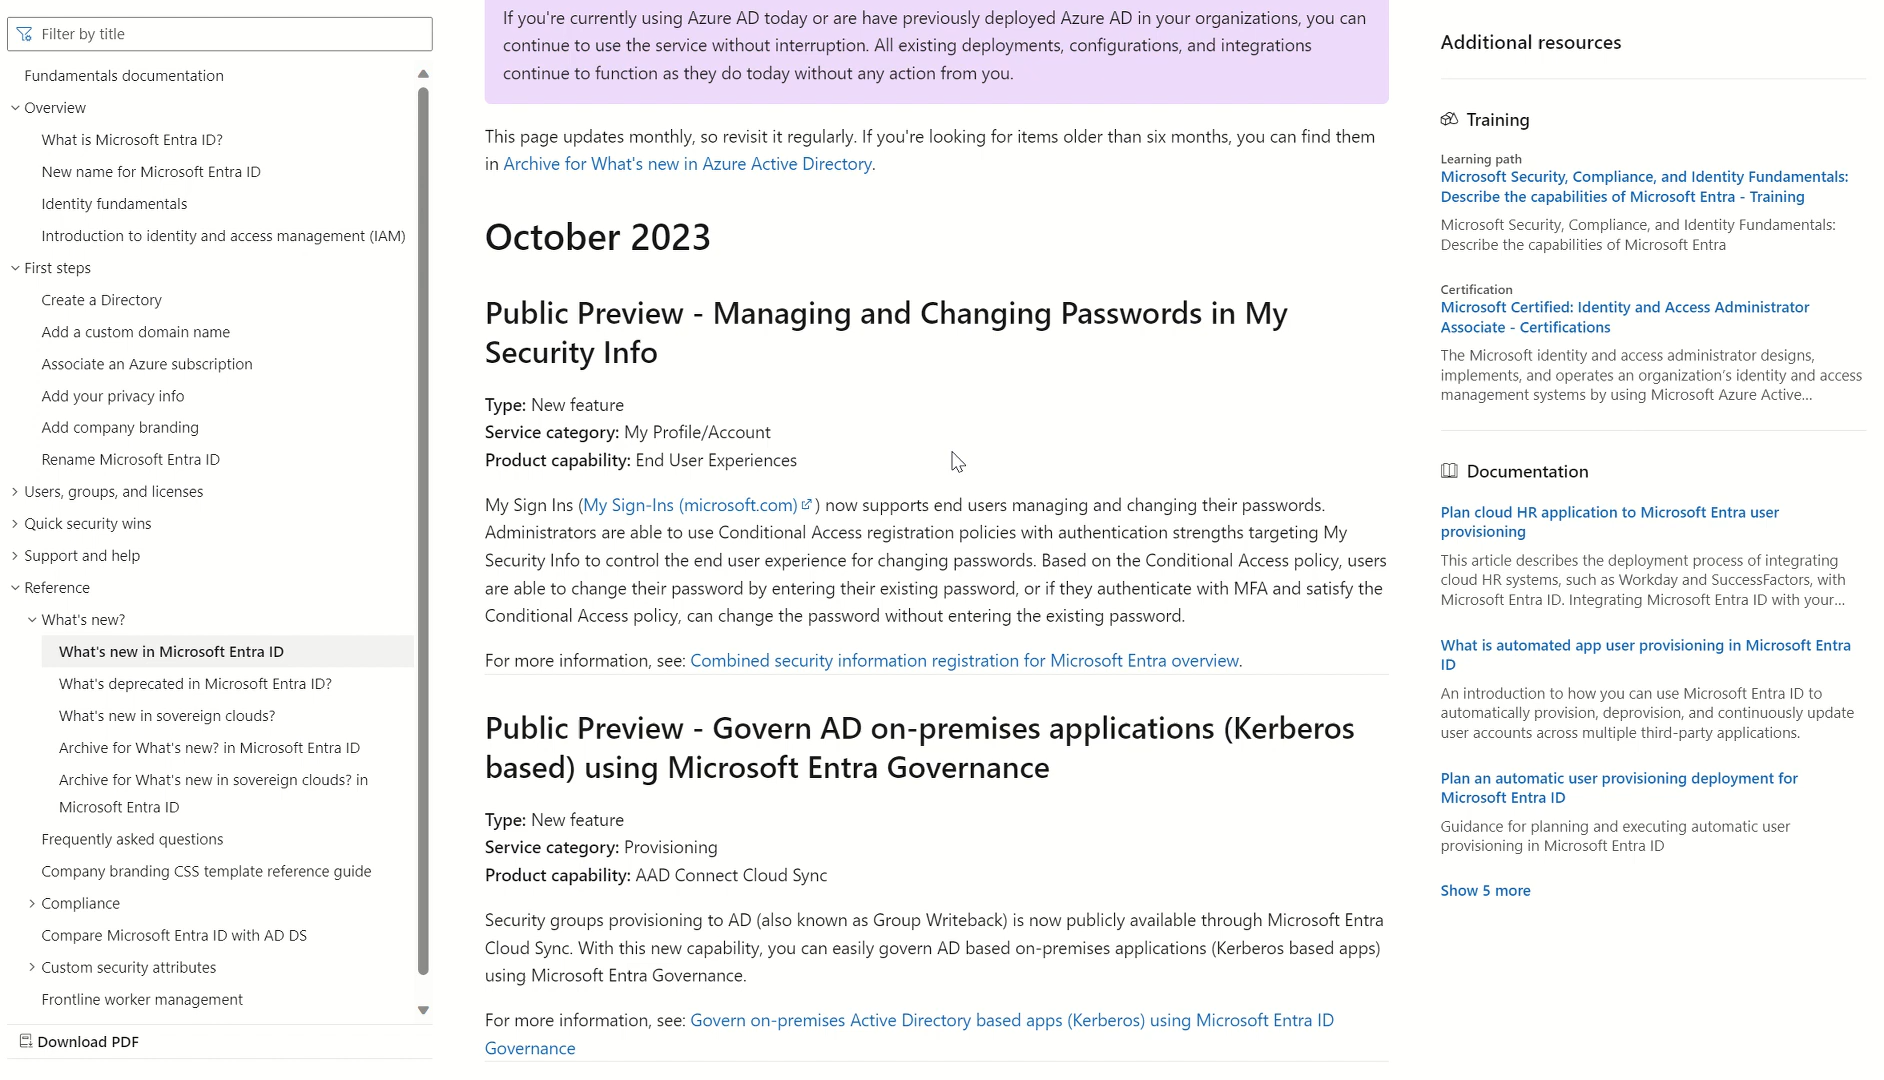 Filter by title
Fundamentals documentation
Overview
What is Microsoft Entra ID?
New name for Microsoft Entra ID
Identity fundamentals
Introduction to identity and access management (IAM)
First steps
Create a Directory
Add a custom domain name
Associate an Azure subscription
Add your privacy info
Add company branding
Rename Microsoft Entra ID
Users, groups, and licenses
Quick security wins
Support and help
Reference
What's new?
What's new in Microsoft Entra ID
What's deprecated in Microsoft Entra ID?
What's new in sovereign clouds?
Archive for What's new? in Microsoft Entra ID
Archive for What's new in sovereign clouds? in
Microsoft Entra ID
Frequently asked questions
Company branding CSS template reference guide
Compliance
Compare Microsoft Entra ID with AD DS
Custom security attributes
Frontline worker management
Download PDF
If you're currently using Azure AD today or are have previously deployed Azure AD in your organizations, you can
continue to use the service without interruption. All existing deployments, configurations, and integrations
continue to function as they do today without any action from you.
This page updates monthly, so revisit it regularly. If you're looking for items older than six months, you can find them
in Archive for What's new in Azure Active Directory.
October 2023
Public Preview - Managing and Changing Passwords in My
Security Info
Type: New feature
Service category: My Profile/Account
Product capability: End User Experiences
My Sign Ins (My Sign-Ins (microsoft.com)) now supports end users managing and changing their passwords.
Administrators are able to use Conditional Access registration policies with authentication strengths targeting My
Security Info to control the end user experience for changing passwords. Based on the Conditional Access policy, users
are able to change their password by entering their existing password, or if they authenticate with MFA and satisfy the
Conditional Access policy, can change the password without entering the existing password.
For more information, see: Combined security information registration for Microsoft Entra overview.
Public Preview - Govern AD on-premises applications (Kerberos
based) using Microsoft Entra Governance
Type: New feature
Service category: Provisioning
Product capability: AAD Connect Cloud Sync
Security groups provisioning to AD (also known as Group Writeback) is now publicly available through Microsoft Entra
Cloud Sync. With this new capability, you can easily govern AD based on-premises applications (Kerberos based apps)
using Microsoft Entra Governance.
For more information, see: Govern on-premises Active Directory based apps (Kerberos) using Microsoft Entra ID
Governance
Additional resources
Training
Learning path
Microsoft Security, Compliance, and Identity Fundamentals:
Describe the capabilities of Microsoft Entra - Training
Microsoft Security, Compliance, and Identity Fundamentals:
Describe the capabilities of Microsoft Entra
Certification
Microsoft Certified: Identity and Access Administrator
Associate - Certifications
The Microsoft identity and access administrator designs,
implements, and operates an organization's identity and access
management systems by using Microsoft Azure Active...
Documentation
Plan cloud HR application to Microsoft Entra user
provisioning
This article describes the deployment process of integrating
cloud HR systems, such as Workday and SuccessFactors, with
Microsoft Entra ID. Integrating Microsoft Entra ID with your...
What is automated app user provisioning in Microsoft Entra
ID
An introduction to how you can use Microsoft Entra ID to
automatically provision, deprovision, and continuously update
user accounts across multiple third-party applications.
Plan an automatic user provisioning deployment for
Microsoft Entra ID
Guidance for planning and executing automatic user
provisioning in Microsoft Entra ID
Show 5 more